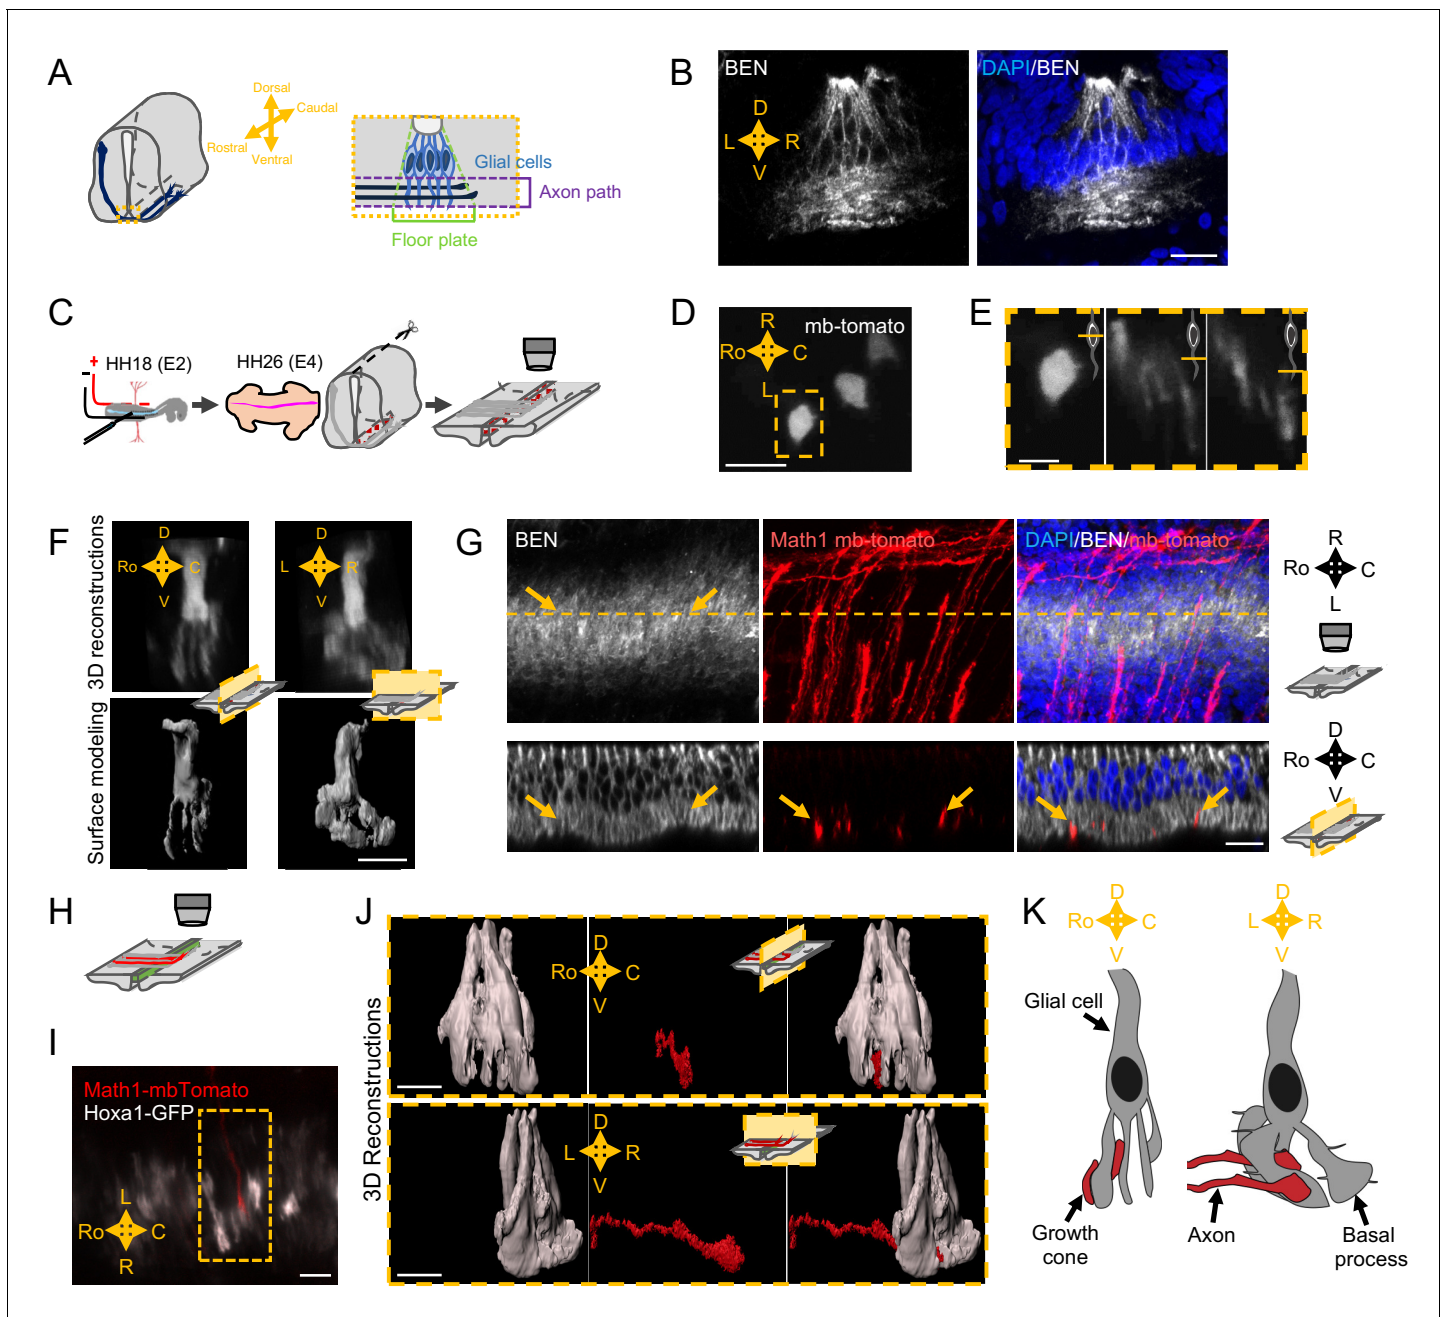 A
Dorsal
Caudal
Rostral
Ventral
Glial cells
Axon path
Floor plate
B
BEN
D
L
R
V
DAPI/BEN
C
- +
HH18 (E2)
HH26 (E4)
D
mb-tomato
R
Ro
C
L
E
F
3D reconstructions
Surface modeling
D
Ro
C
V
D
L
R
V
G
BEN
Math1 mb-tomato
DAPI/BEN/mb-tomato
R
Ro
C
L
D
Ro
C
V
H
I
Math1-mbTomato
Hoxa1-GFP
L
Ro
C
R
J
3D Reconstructions
D
Ro
C
V
D
L
R
V
K
D
Ro
C
V
D
L
R
V
Glial cell
Growth
cone
Axon
Basal
process